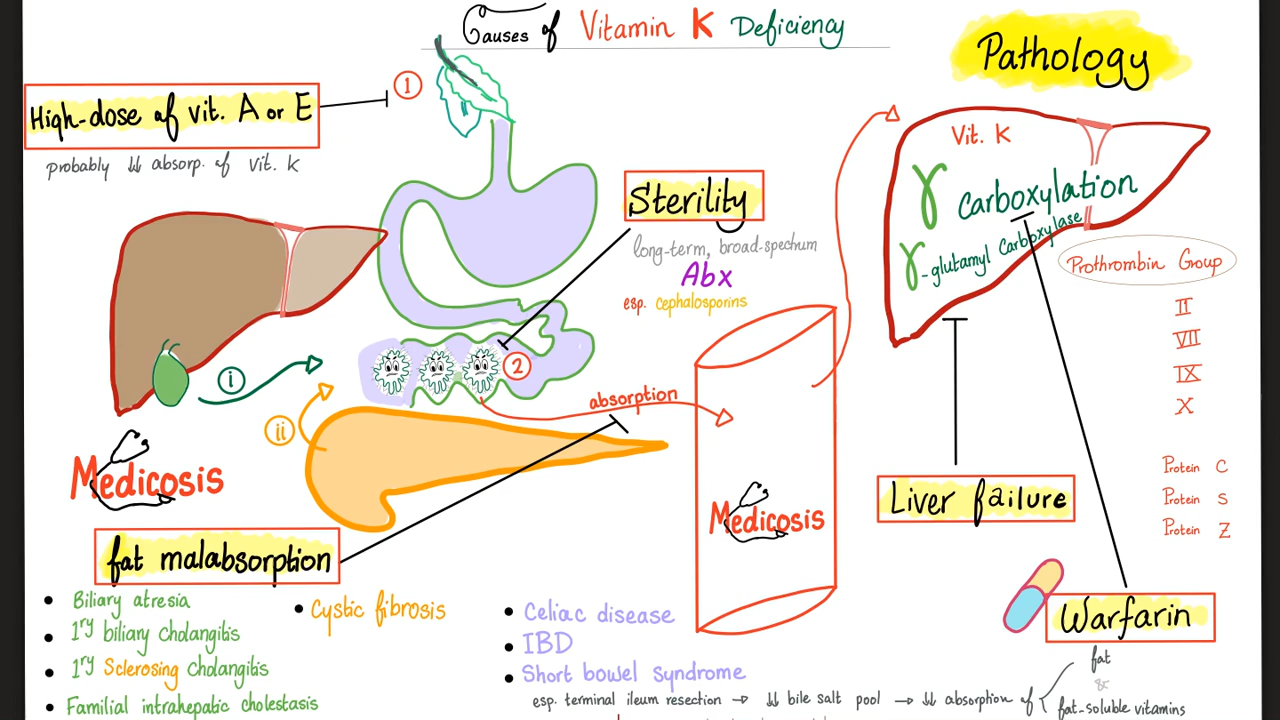 Causes of Vitamin K Deficiency
Pathology
High-dose of vit. A or E
probably ↓↓ absorp. of vit. K
1
Sterility
long-term, broad-spectrum
Abx
esp. cephalosporins
2
i
ii
absorption
Medicosis
Medicosis
Vit. K
γ carboxylation
γ-glutamyl carboxylase
Prothrombin Group
II
VII
IX
X
Protein C
Protein S
Protein Z
Liver failure
Warfarin
fat malabsorption
• Biliary atresia
• 1ry biliary cholangitis
• 1ry Sclerosing cholangitis
• Familial intrahepatic cholestasis
• Cystic fibrosis
• Celiac disease
• IBD
• Short bowel syndrome
esp. terminal ileum resection → ↓↓ bile salt pool → ↓↓ absorption of
fat
&
fat-soluble vitamins